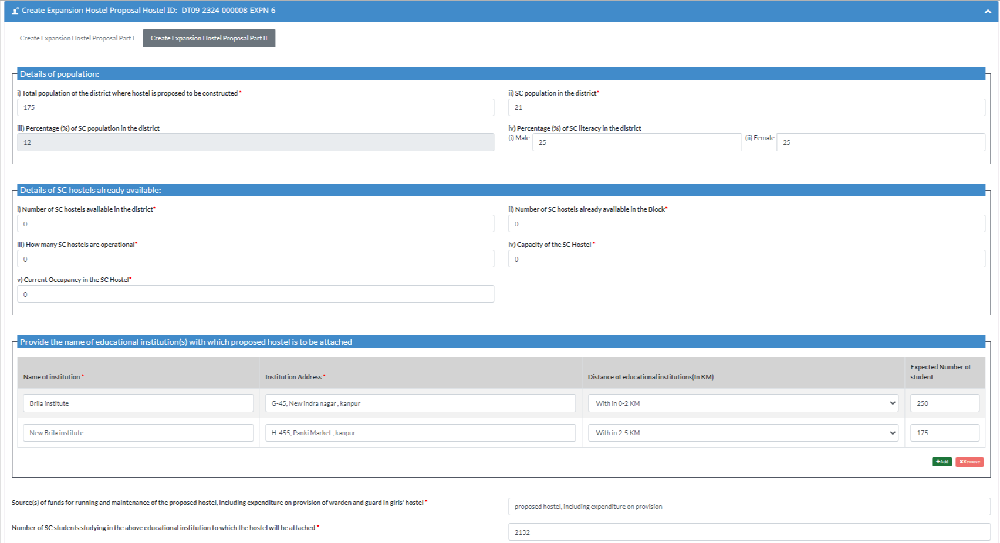 Create Expansion Hostel Proposal Hostel ID:- DT09-2324-000008-EXPN-6
Create Expansion Hostel Proposal Part I
Create Expansion Hostel Proposal Part II
Details of population:
i) Total population of the district where hostel is proposed to be constructed *
ii) SC population in the district*
175
21
iii) Percentage (%) of SC population in the district
iv) Percentage (%) of SC literacy in the district
12
(i) Male
25
(ii) Female
25
Details of SC hostels already available:
i) Number of SC hostels available in the district*
ii) Number of SC hostels already available in the Block*
0
0
iii) How many SC hostels are operational*
iv) Capacity of the SC Hostel *
0
0
v) Current Occupancy in the SC Hostel*
0
Provide the name of educational institution(s) with which proposed hostel is to be attached
Name of institution *
Institution Address *
Distance of educational institutions(In KM)
Expected Number of
student
Brila institute
G-45, New indra nagar , kanpur
With in 0-2 KM
250
New Brila institute
H-455, Panki Market , kanpur
With in 2-5 KM
175
+Add
×Remove
Source(s) of funds for running and maintenance of the proposed hostel, including expenditure on provision of warden and guard in girls' hostel *
proposed hostel, including expenditure on provision
Number of SC students studying in the above educational institution to which the hostel will be attached *
2132